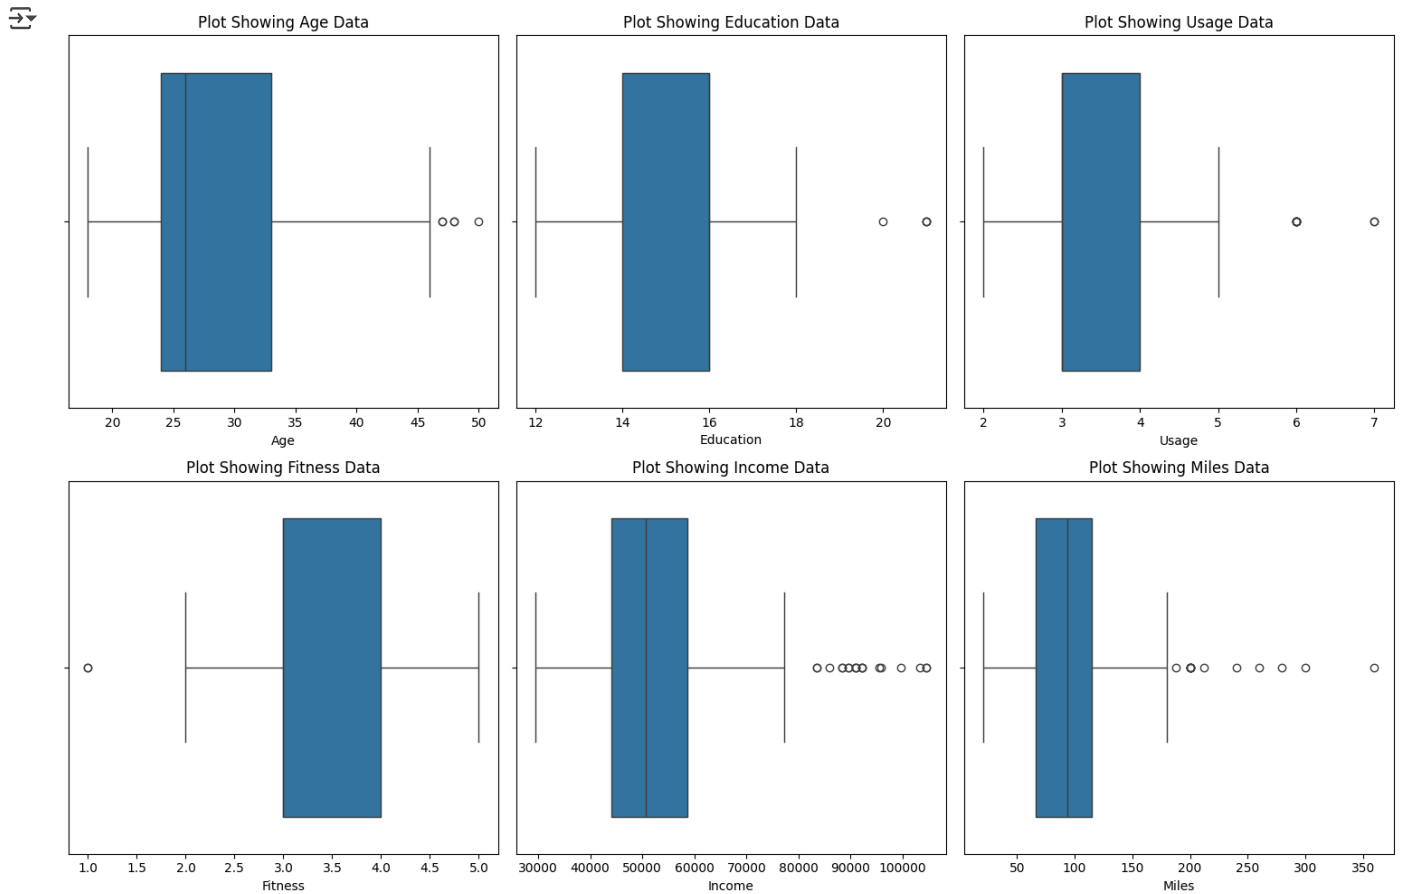 Plot Showing Age Data
20 25 30 35 40 45 50
Age
Plot Showing Education Data
12 14 16 18 20
Education
Plot Showing Usage Data
2 3 4 5 6 7
Usage
Plot Showing Fitness Data
1.0 1.5 2.0 2.5 3.0 3.5 4.0 4.5 5.0
Fitness
Plot Showing Income Data
30000 40000 50000 60000 70000 80000 90000 100000
Income
Plot Showing Miles Data
50 100 150 200 250 300 350
Miles